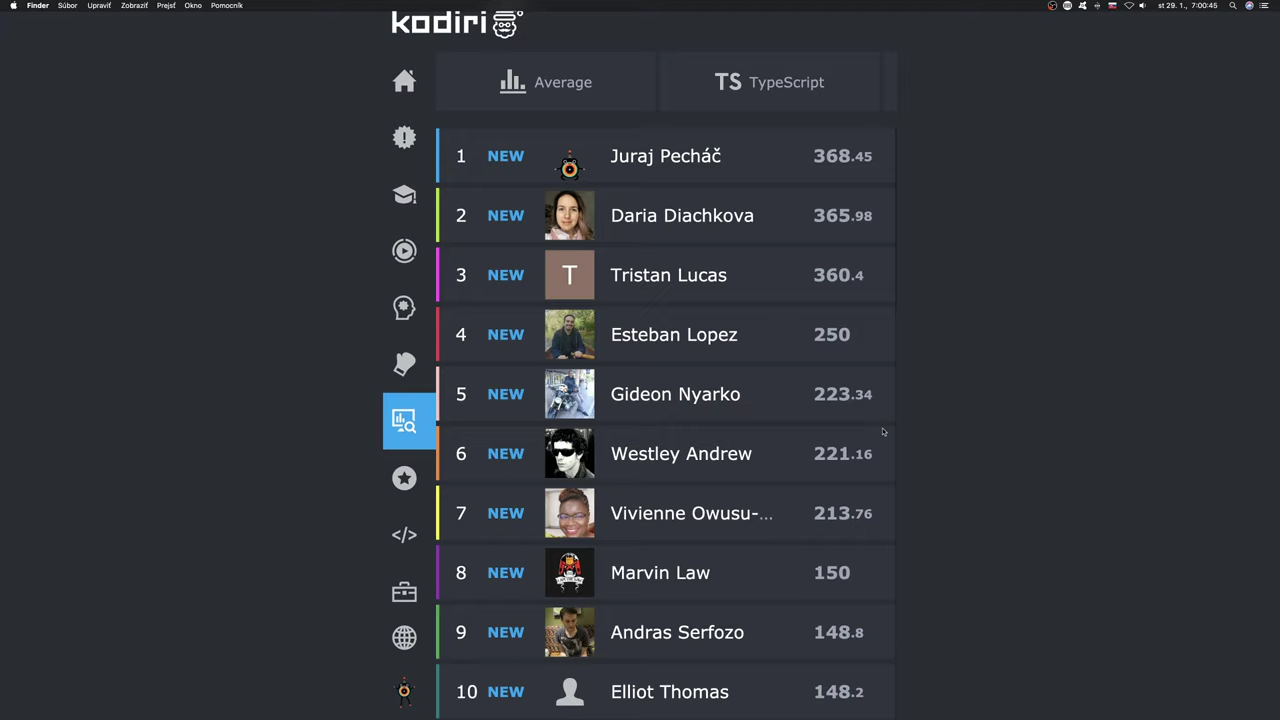 Finder Súbor Upraviť Zobraziť Prejsť Okno Pomocník st 29. 1., 7:00:45
kodiri
Average TS TypeScript
1 NEW Juraj Pecháč 368.45
2 NEW Daria Diachkova 365.98
3 NEW T Tristan Lucas 360.4
4 NEW Esteban Lopez 250
5 NEW Gideon Nyarko 223.34
6 NEW Westley Andrew 221.16
7 NEW Vivienne Owusu-... 213.76
8 NEW Marvin Law 150
9 NEW Andras Serfozo 148.8
10 NEW Elliot Thomas 148.2